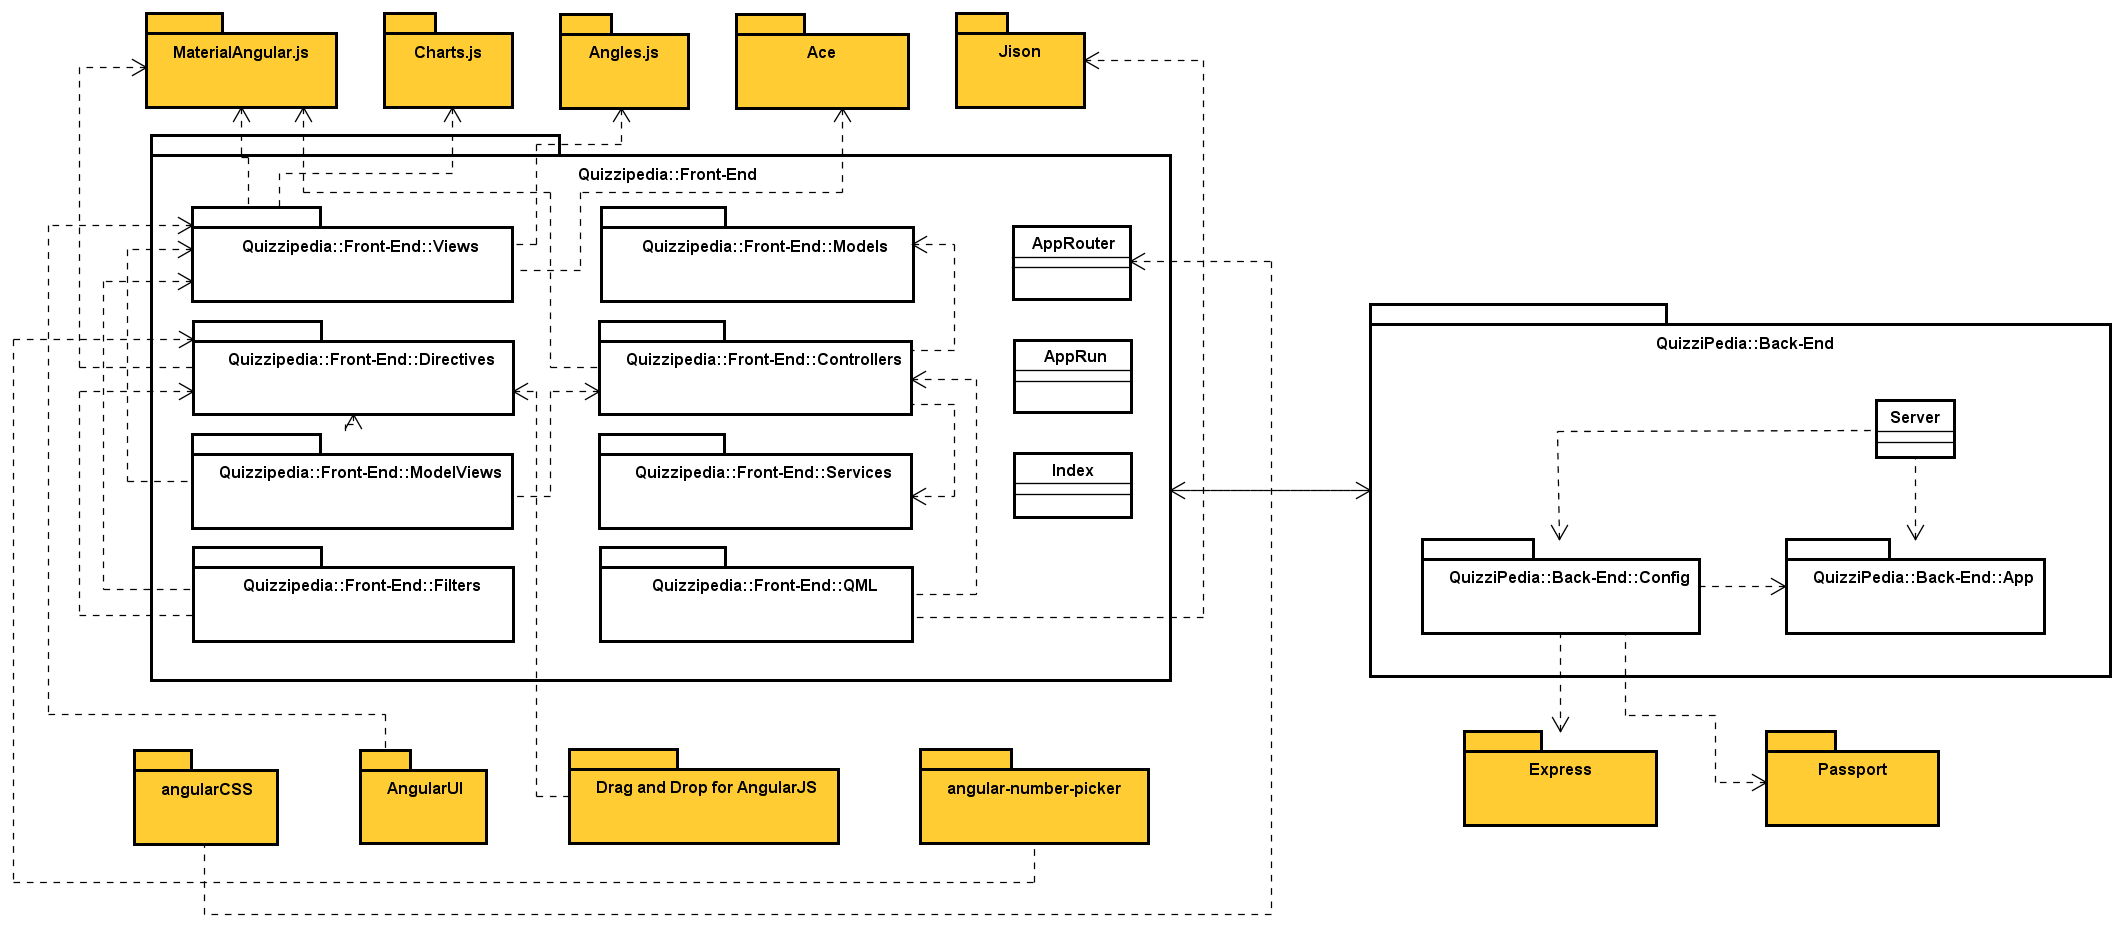 MaterialAngular.js
Charts.js
Angles.js
Ace
Jison
Quizzipedia::Front-End
Quizzipedia::Front-End::Views
Quizzipedia::Front-End::Models
AppRouter
Quizzipedia::Front-End::Directives
Quizzipedia::Front-End::Controllers
AppRun
Quizzipedia::Front-End::ModelViews
Quizzipedia::Front-End::Services
Index
Quizzipedia::Front-End::Filters
Quizzipedia::Front-End::QML
QuizziPedia::Back-End
Server
QuizziPedia::Back-End::Config
QuizziPedia::Back-End::App
angularCSS
AngularUI
Drag and Drop for AngularJS
angular-number-picker
Express
Passport